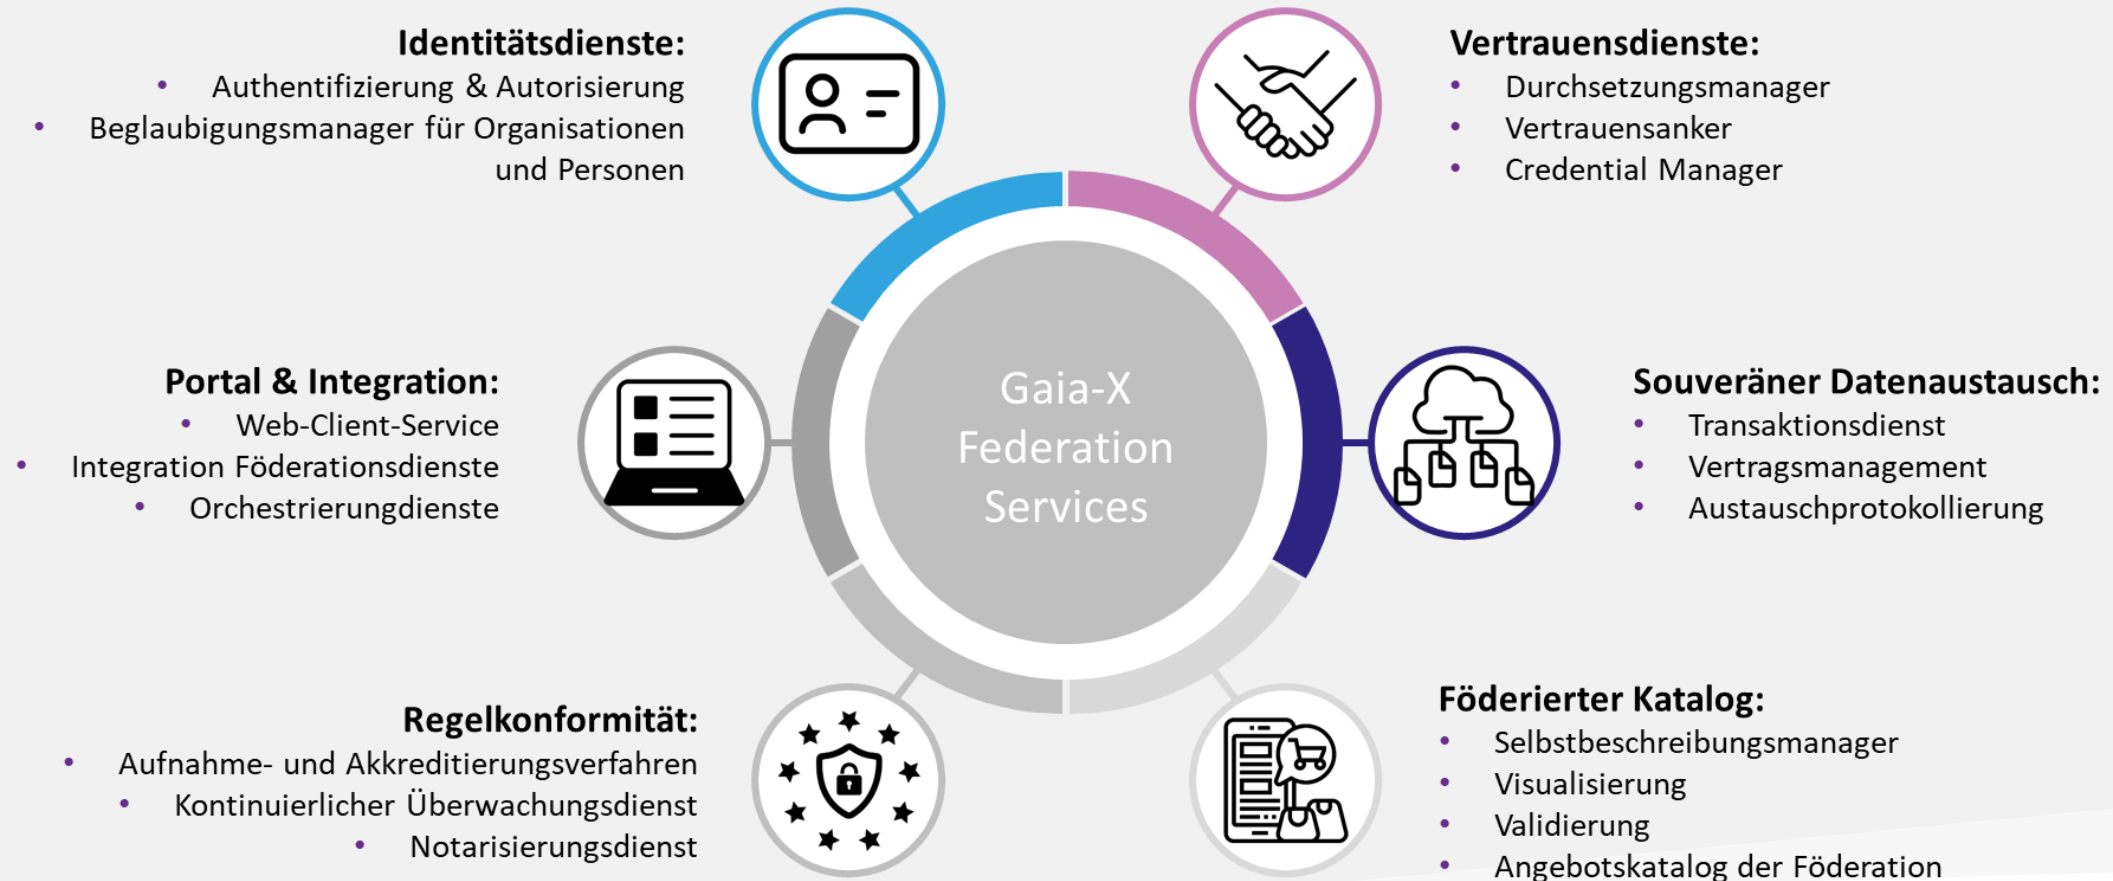 Identitätsdienste:
• Authentifizierung & Autorisierung
• Beglaubigungsmanager für Organisationen
und Personen
Vertrauensdienste:
• Durchsetzungsmanager
• Vertrauensanker
• Credential Manager
Portal & Integration:
• Web-Client-Service
• Integration Föderationsdienste
• Orchestrierungdienste
Gaia-X
Federation
Services
Souveräner Datenaustausch:
• Transaktionsdienst
• Vertragsmanagement
• Austauschprotokollierung
Regelkonformität:
• Aufnahme- und Akkreditierungsverfahren
• Kontinuierlicher Überwachungsdienst
• Notarisierungsdienst
Föderierter Katalog:
• Selbstbeschreibungsmanager
• Visualisierung
• Validierung
• Angebotskatalog der Föderation